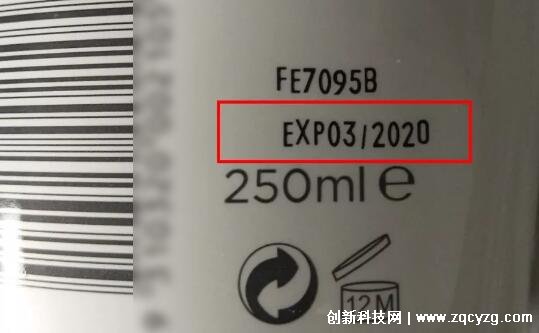 FE7095B
EXP03/2020
250ml e
12M
创新科技网 | www.zqcyzg.com